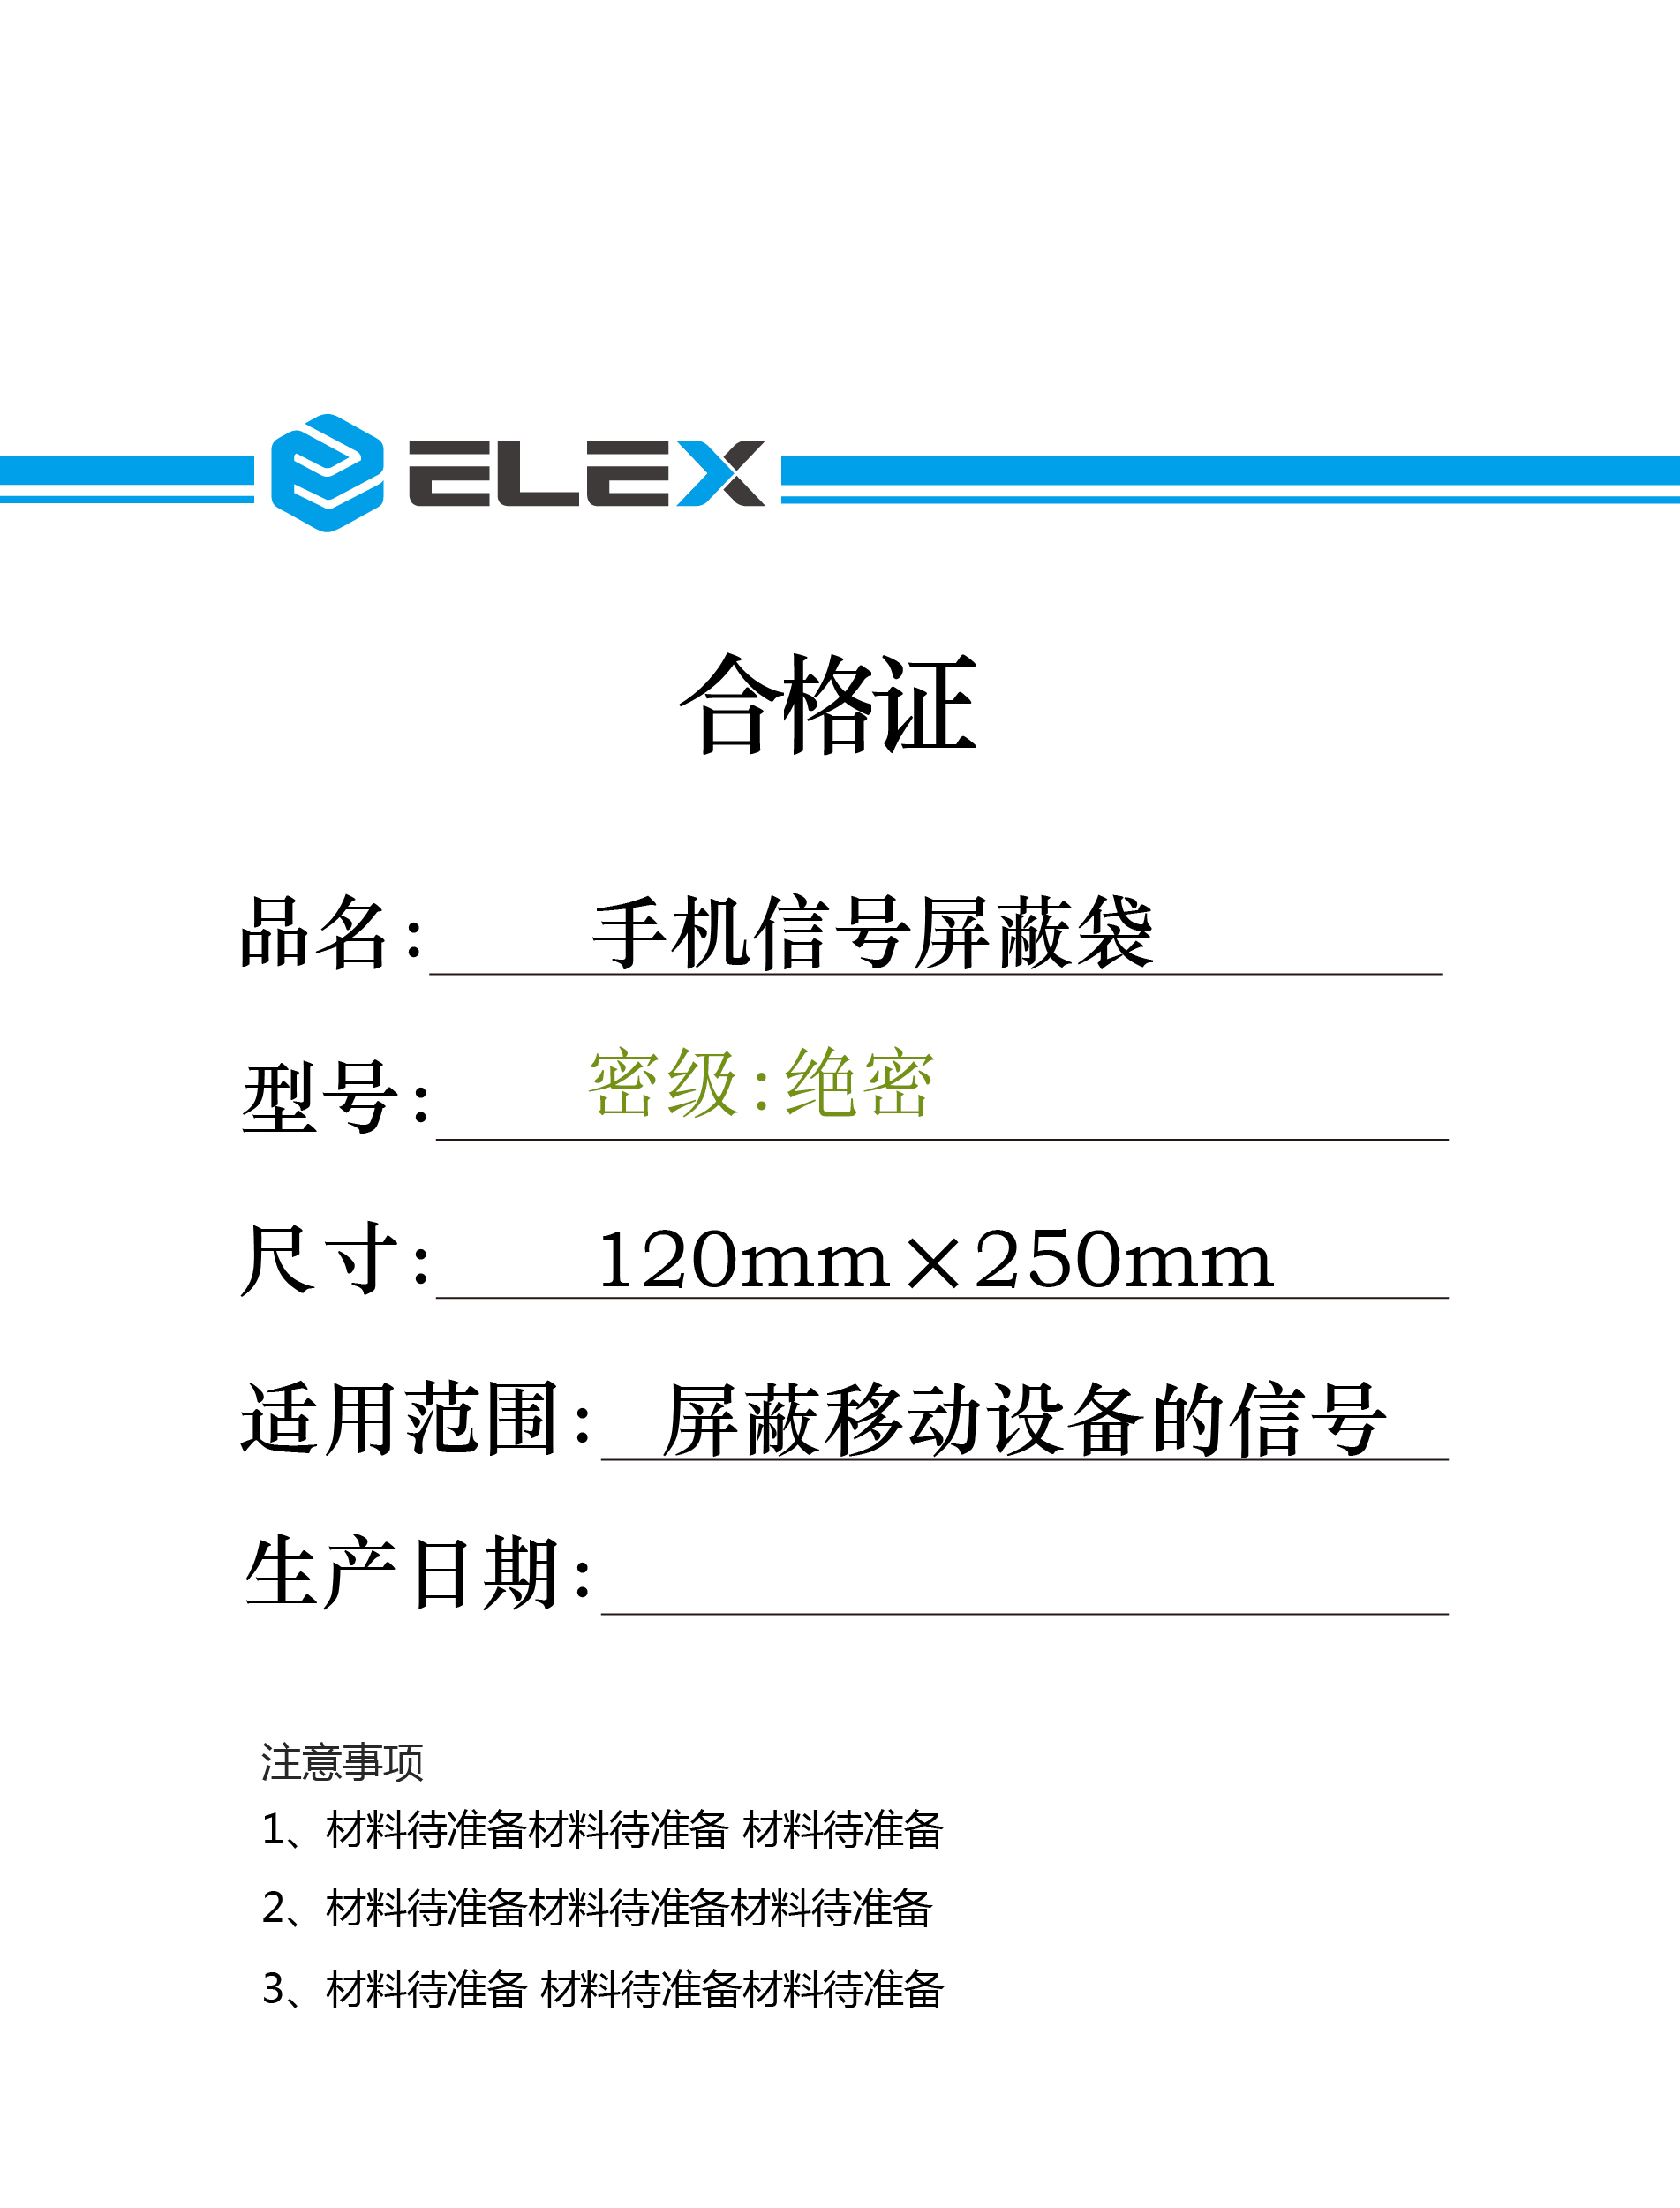 ELEX
合格证
品名：手机信号屏蔽袋
型号：密级：绝密
尺寸：120mm×250mm
适用范围：屏蔽移动设备的信号
生产日期：
注意事项
1、材料待准备材料待准备 材料待准备
2、材料待准备材料待准备材料待准备
3、材料待准备 材料待准备材料待准备